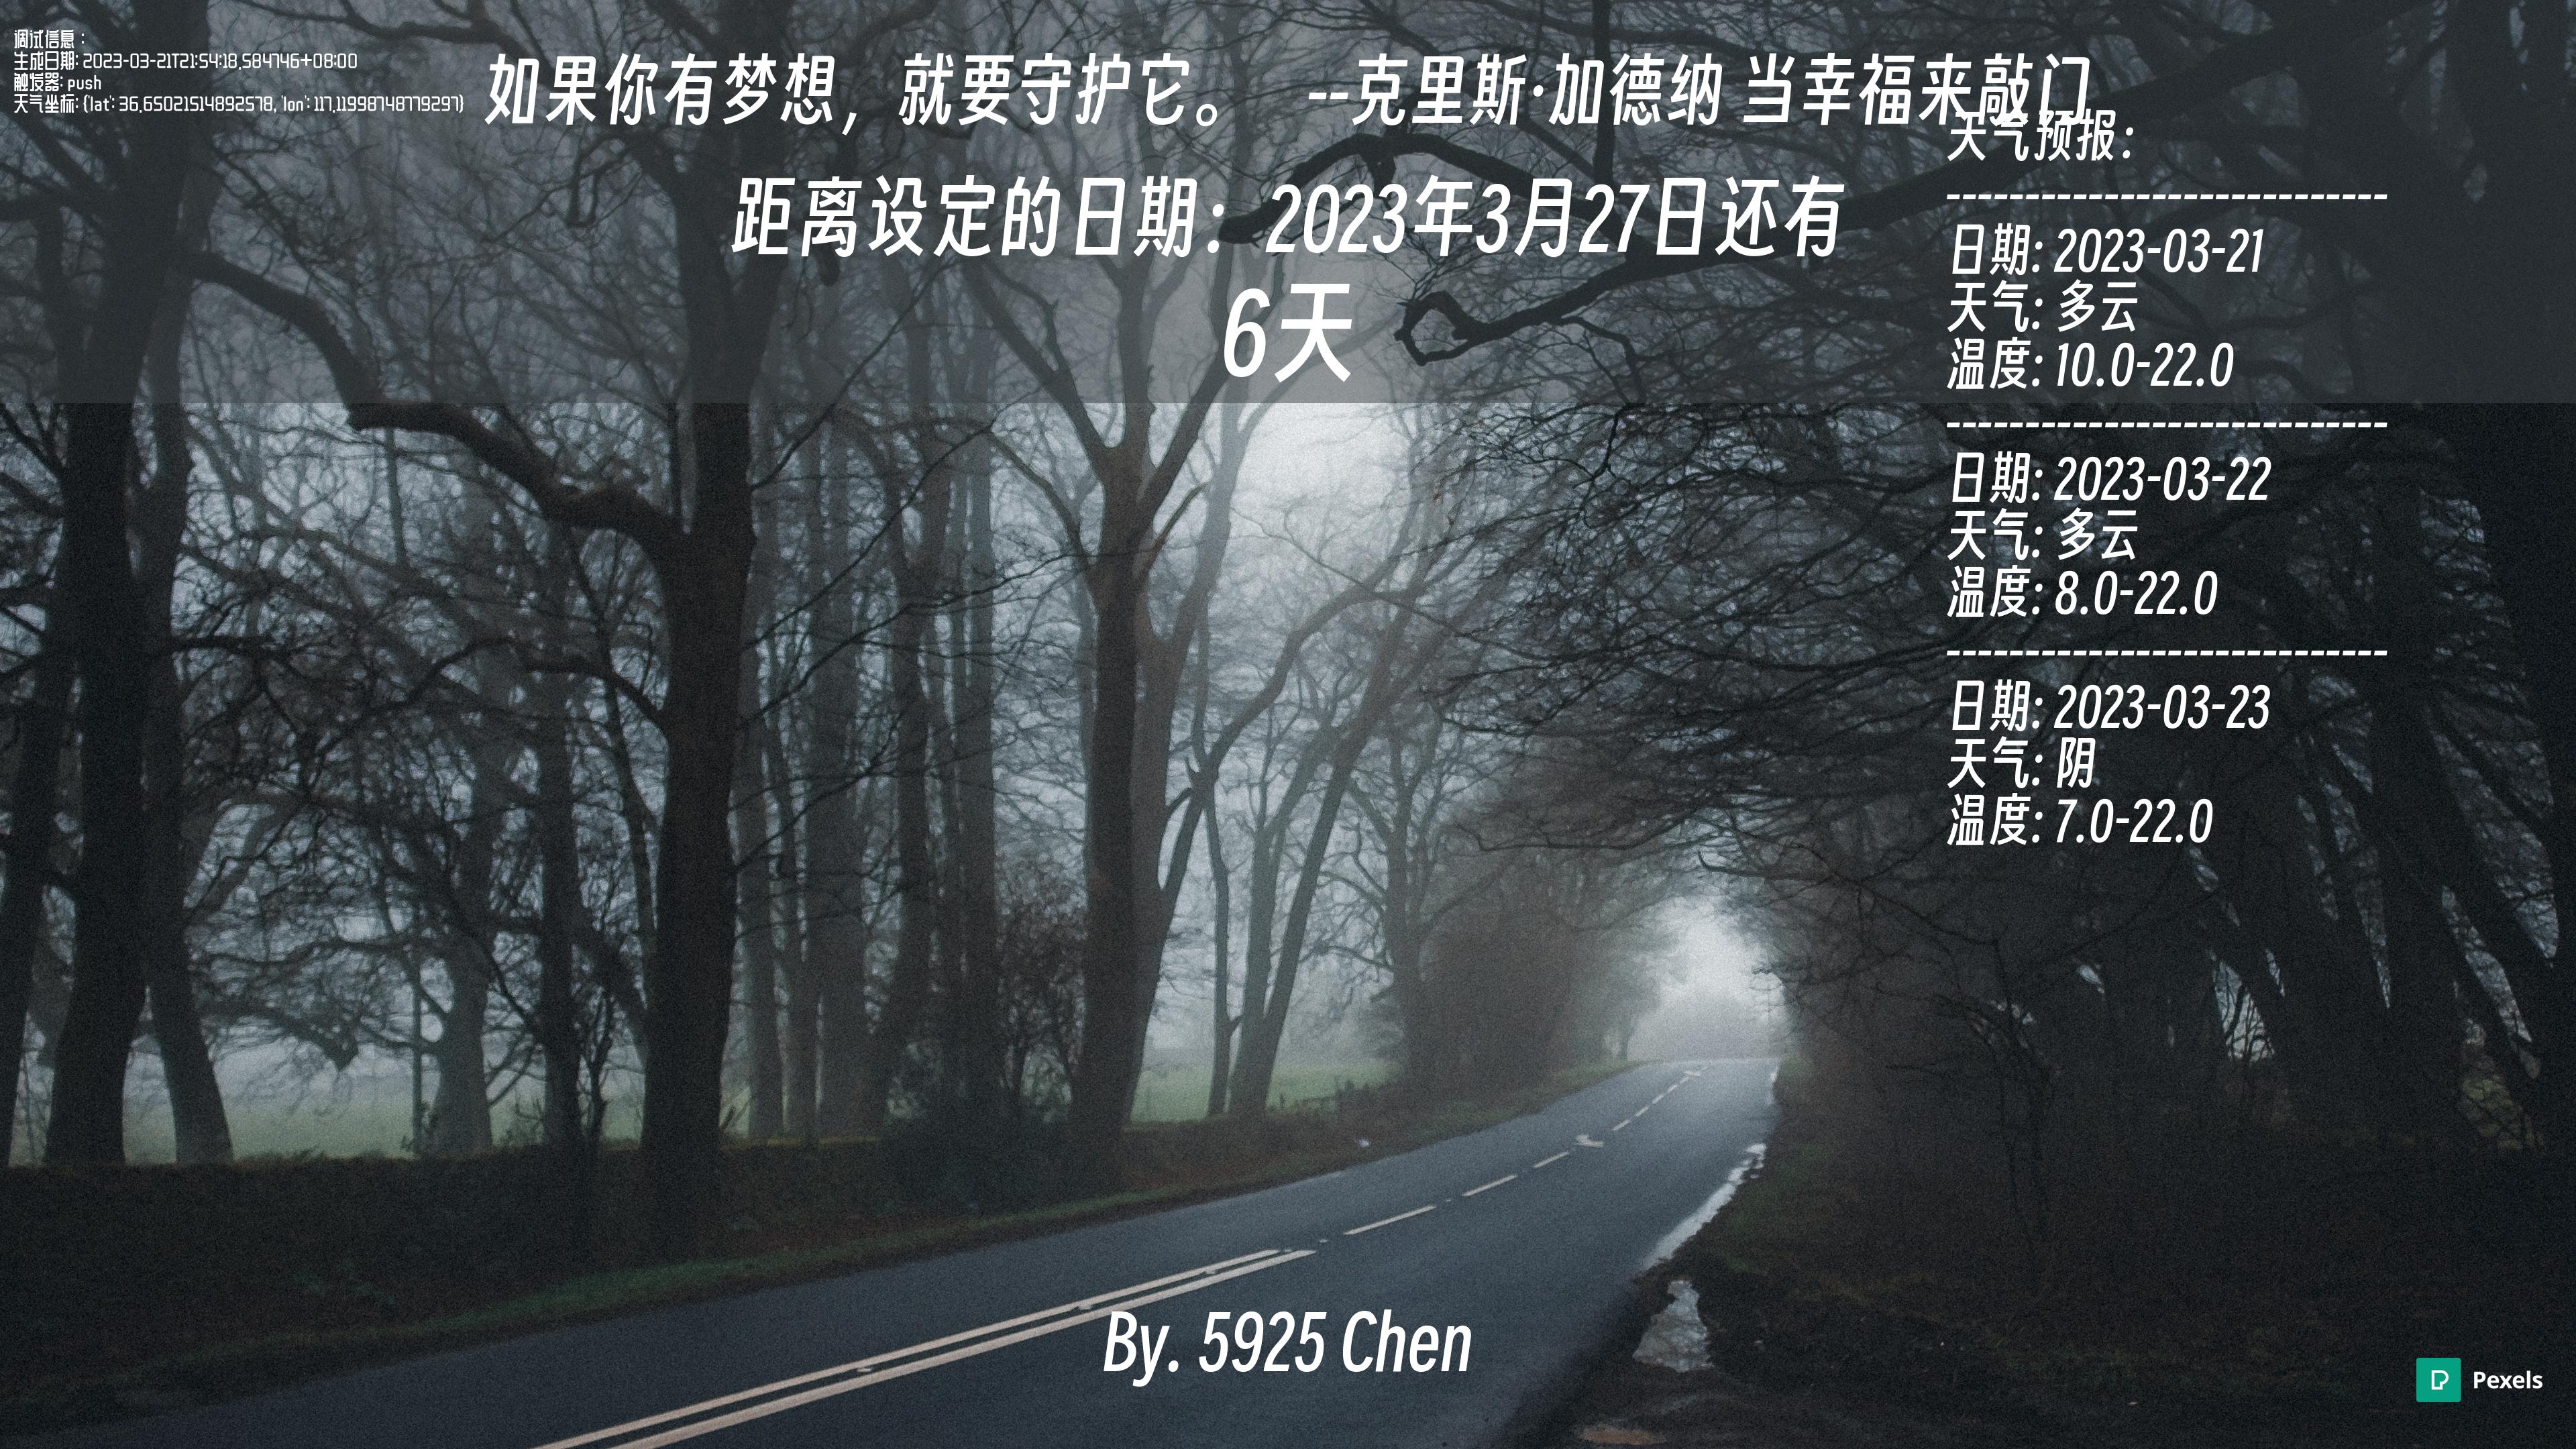 调试信息：
生成日期: 2023-03-21T21:54:18.584746+08:00
触发器: push
天气坐标: {'lat': 36.65021514892578, 'lon': 117.11998748779297}
如果你有梦想，就要守护它。 --克里斯·加德纳 当幸福来敲门
距离设定的日期：2023年3月27日还有
6天
天气预报：
----------------------------
日期: 2023-03-21
天气: 多云
温度: 10.0-22.0
----------------------------
日期: 2023-03-22
天气: 多云
温度: 8.0-22.0
----------------------------
日期: 2023-03-23
天气: 阴
温度: 7.0-22.0
By. 5925 Chen
Pexels